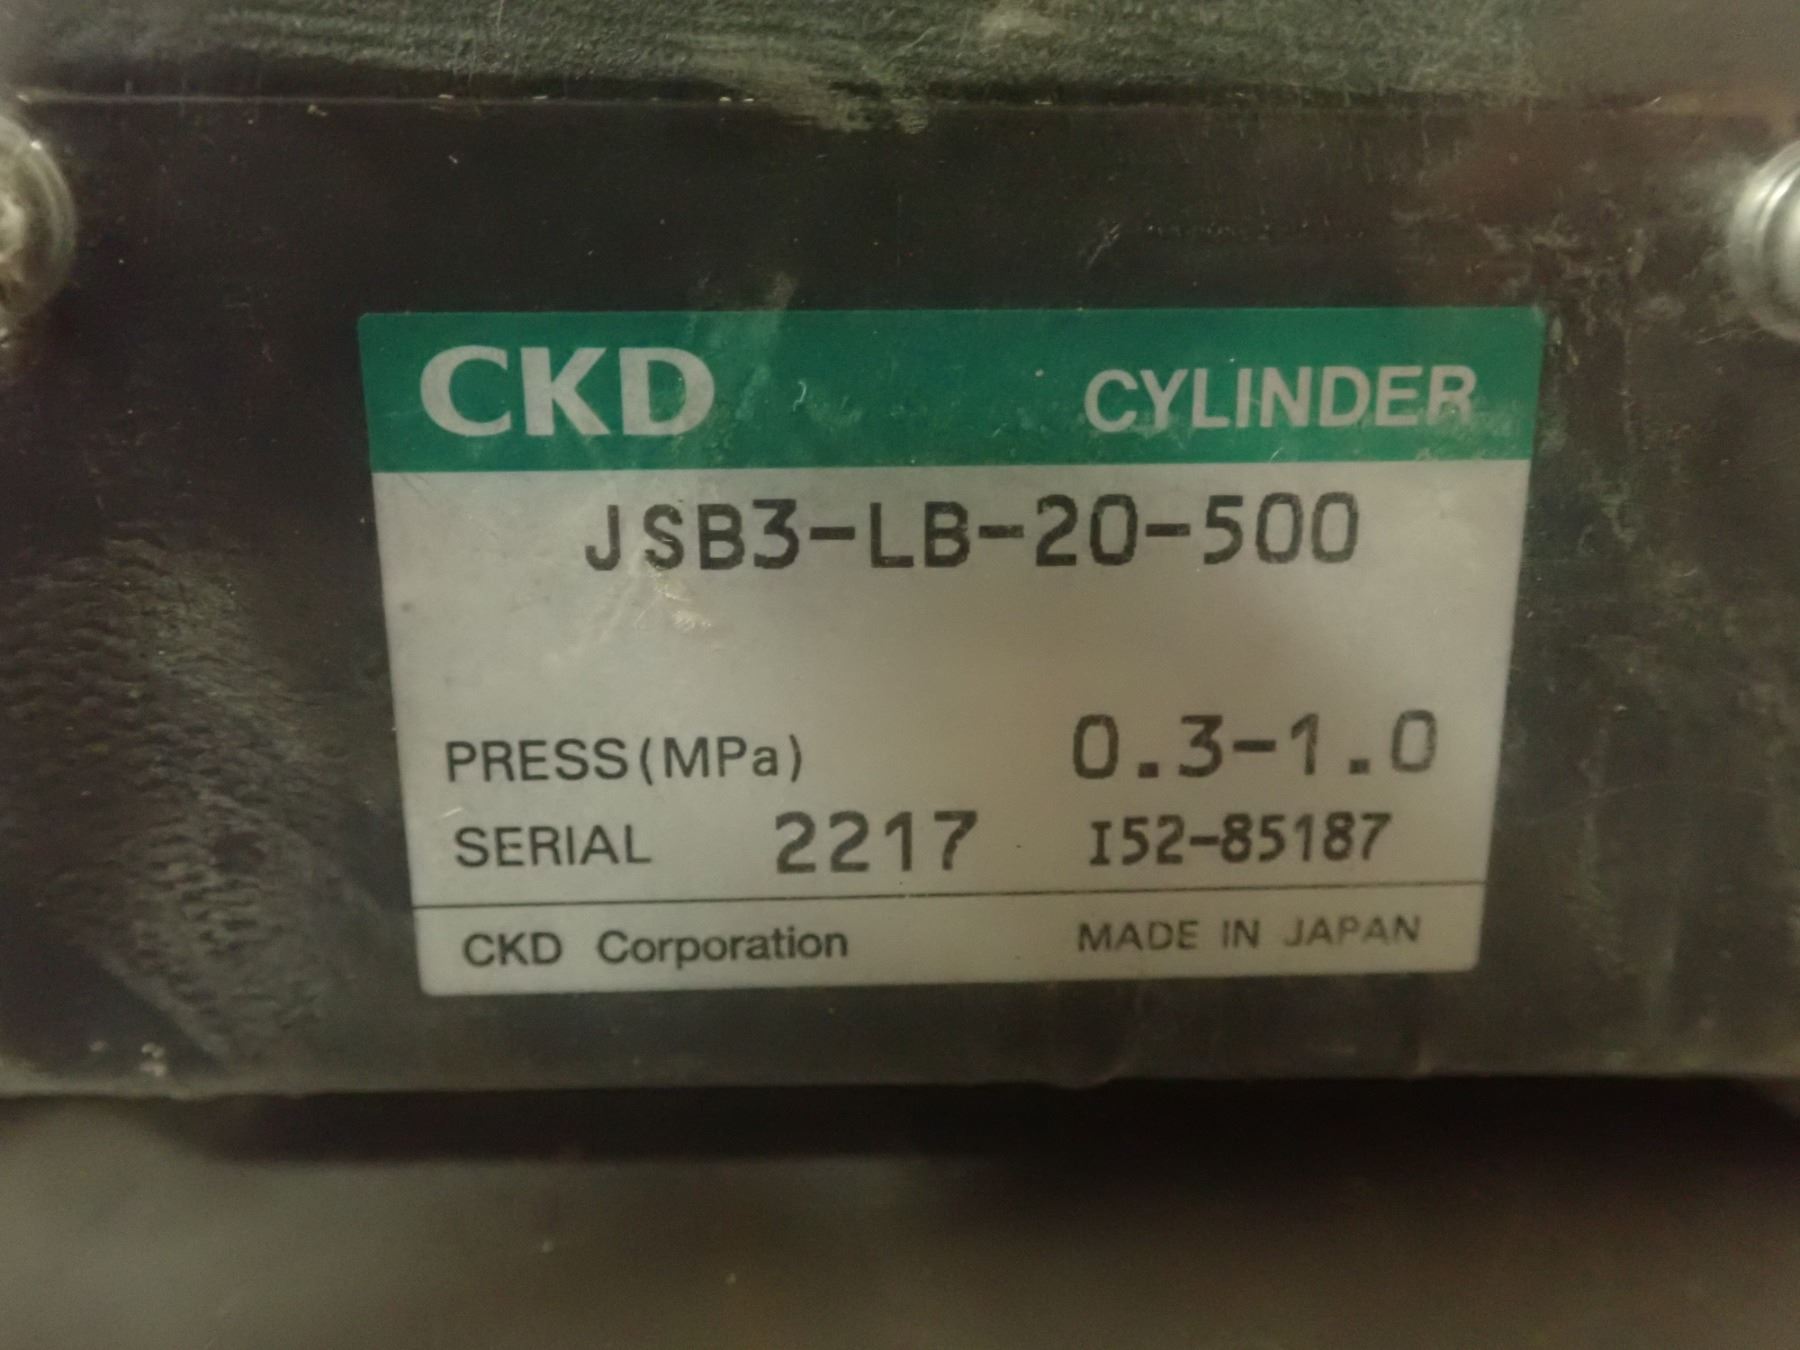 CKD CYLINDER
JSB3-LB-20-500
PRESS(MPa) 0.3-1.0
SERIAL 2217 I52-85187
CKD Corporation MADE IN JAPAN